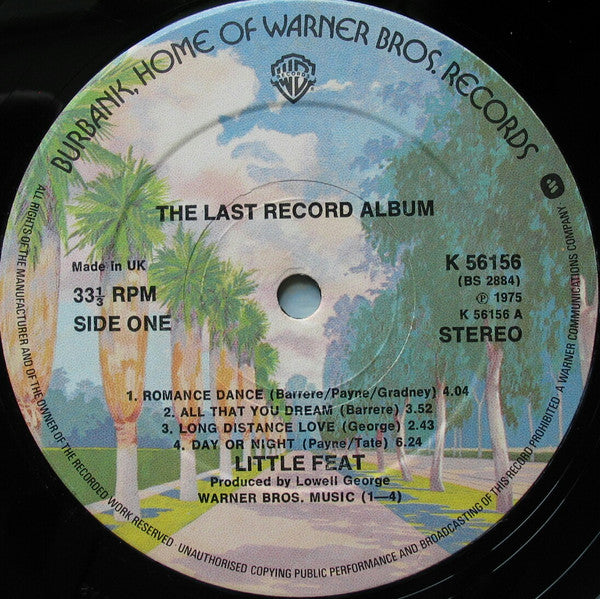 BURBANK, HOME OF WARNER BROS. RECORDS
WB
RECORDS
THE LAST RECORD ALBUM
Made in UK
33⅓ RPM
SIDE ONE
K 56156
(BS 2884)
℗ 1975
K 56156 A
STEREO
1. ROMANCE DANCE (Barrere/Payne/Gradney) 4.04
2. ALL THAT YOU DREAM (Barrere) 3.52
3. LONG DISTANCE LOVE (George) 2.43
4. DAY OR NIGHT (Payne/Tate) 6.24
LITTLE FEAT
Produced by Lowell George
WARNER BROS. MUSIC (1—4)
ALL RIGHTS OF THE MANUFACTURER AND OF THE OWNER OF THE RECORDED WORK RESERVED UNAUTHORISED COPYING PUBLIC PERFORMANCE AND BROADCASTING OF THIS RECORD PROHIBITED A WARNER COMMUNICATIONS COMPANY